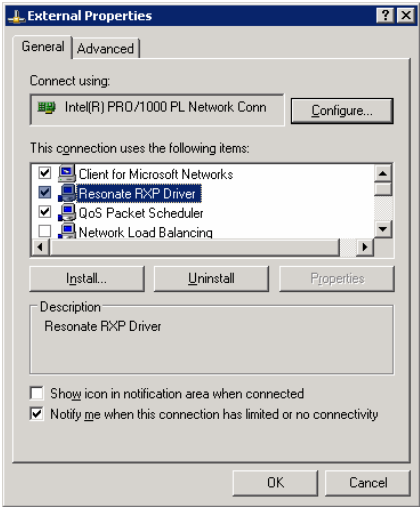 External Properties
General
Advanced
Connect using:
Intel(R) PRO/1000 PL Network Conn
Configure...
This connection uses the following items:
Client for Microsoft Networks
Resonate RXP Driver
QoS Packet Scheduler
Network Load Balancing
Install...
Uninstall
Properties
Description
Resonate RXP Driver
Show icon in notification area when connected
Notify me when this connection has limited or no connectivity
OK
Cancel